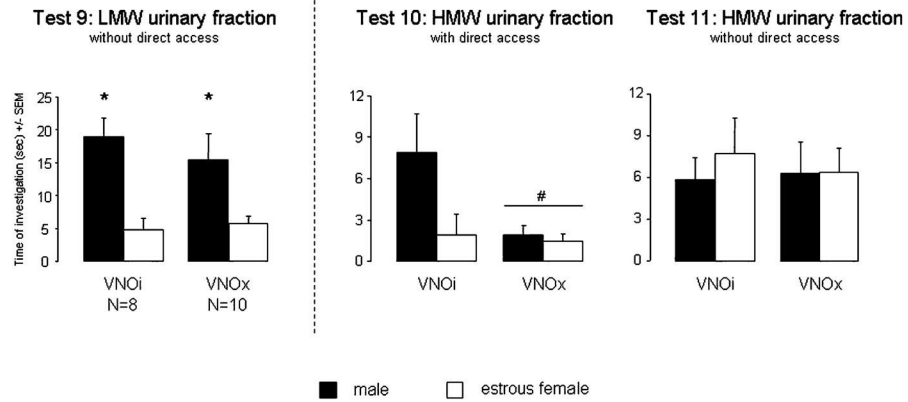 Test 9: LMW urinary fraction
without direct access
Test 10: HMW urinary fraction
with direct access
Test 11: HMW urinary fraction
without direct access
Time of investigation (sec) +/- SEM
25
20
15
10
5
0
* *
VNOi VNOx
N=8 N=10
12
9
6
3
0
#
VNOi VNOx
12
9
6
3
0
VNOi VNOx
male estrous female